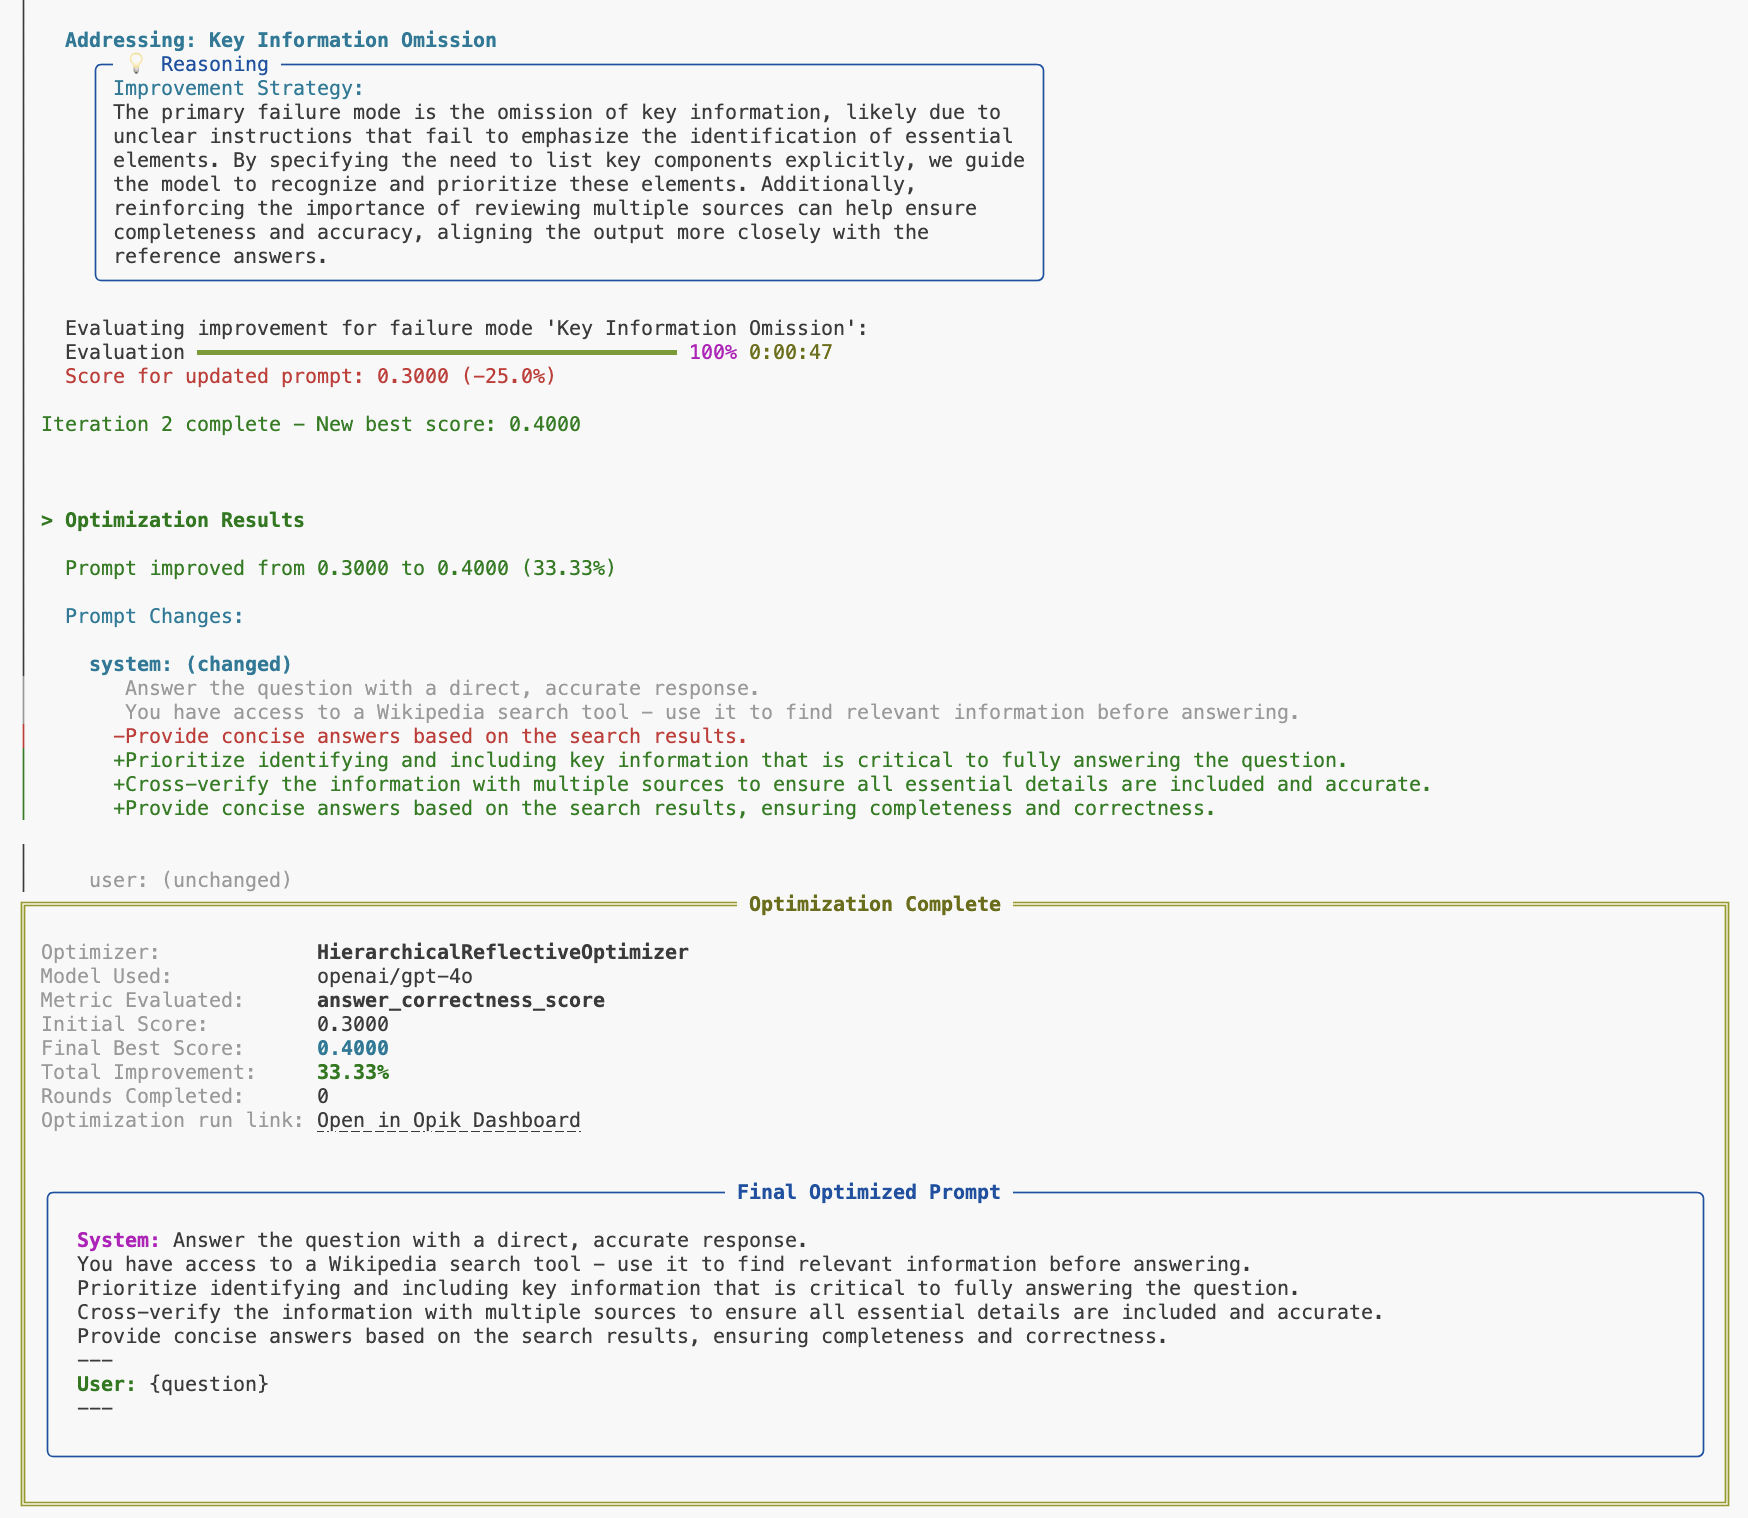 Addressing: Key Information Omission
💡 Reasoning
Improvement Strategy:
The primary failure mode is the omission of key information, likely due to
unclear instructions that fail to emphasize the identification of essential
elements. By specifying the need to list key components explicitly, we guide
the model to recognize and prioritize these elements. Additionally,
reinforcing the importance of reviewing multiple sources can help ensure
completeness and accuracy, aligning the output more closely with the
reference answers.
Evaluating improvement for failure mode 'Key Information Omission':
Evaluation 100% 0:00:47
Score for updated prompt: 0.3000 (-25.0%)
Iteration 2 complete - New best score: 0.4000
> Optimization Results
Prompt improved from 0.3000 to 0.4000 (33.33%)
Prompt Changes:
system: (changed)
Answer the question with a direct, accurate response.
You have access to a Wikipedia search tool - use it to find relevant information before answering.
-Provide concise answers based on the search results.
+Prioritize identifying and including key information that is critical to fully answering the question.
+Cross-verify the information with multiple sources to ensure all essential details are included and accurate.
+Provide concise answers based on the search results, ensuring completeness and correctness.
user: (unchanged)
Optimization Complete
Optimizer: HierarchicalReflectiveOptimizer
Model Used: openai/gpt-4o
Metric Evaluated: answer_correctness_score
Initial Score: 0.3000
Final Best Score: 0.4000
Total Improvement: 33.33%
Rounds Completed: 0
Optimization run link: Open in Opik Dashboard
Final Optimized Prompt
System: Answer the question with a direct, accurate response.
You have access to a Wikipedia search tool - use it to find relevant information before answering.
Prioritize identifying and including key information that is critical to fully answering the question.
Cross-verify the information with multiple sources to ensure all essential details are included and accurate.
Provide concise answers based on the search results, ensuring completeness and correctness.
---
User: {question}
---